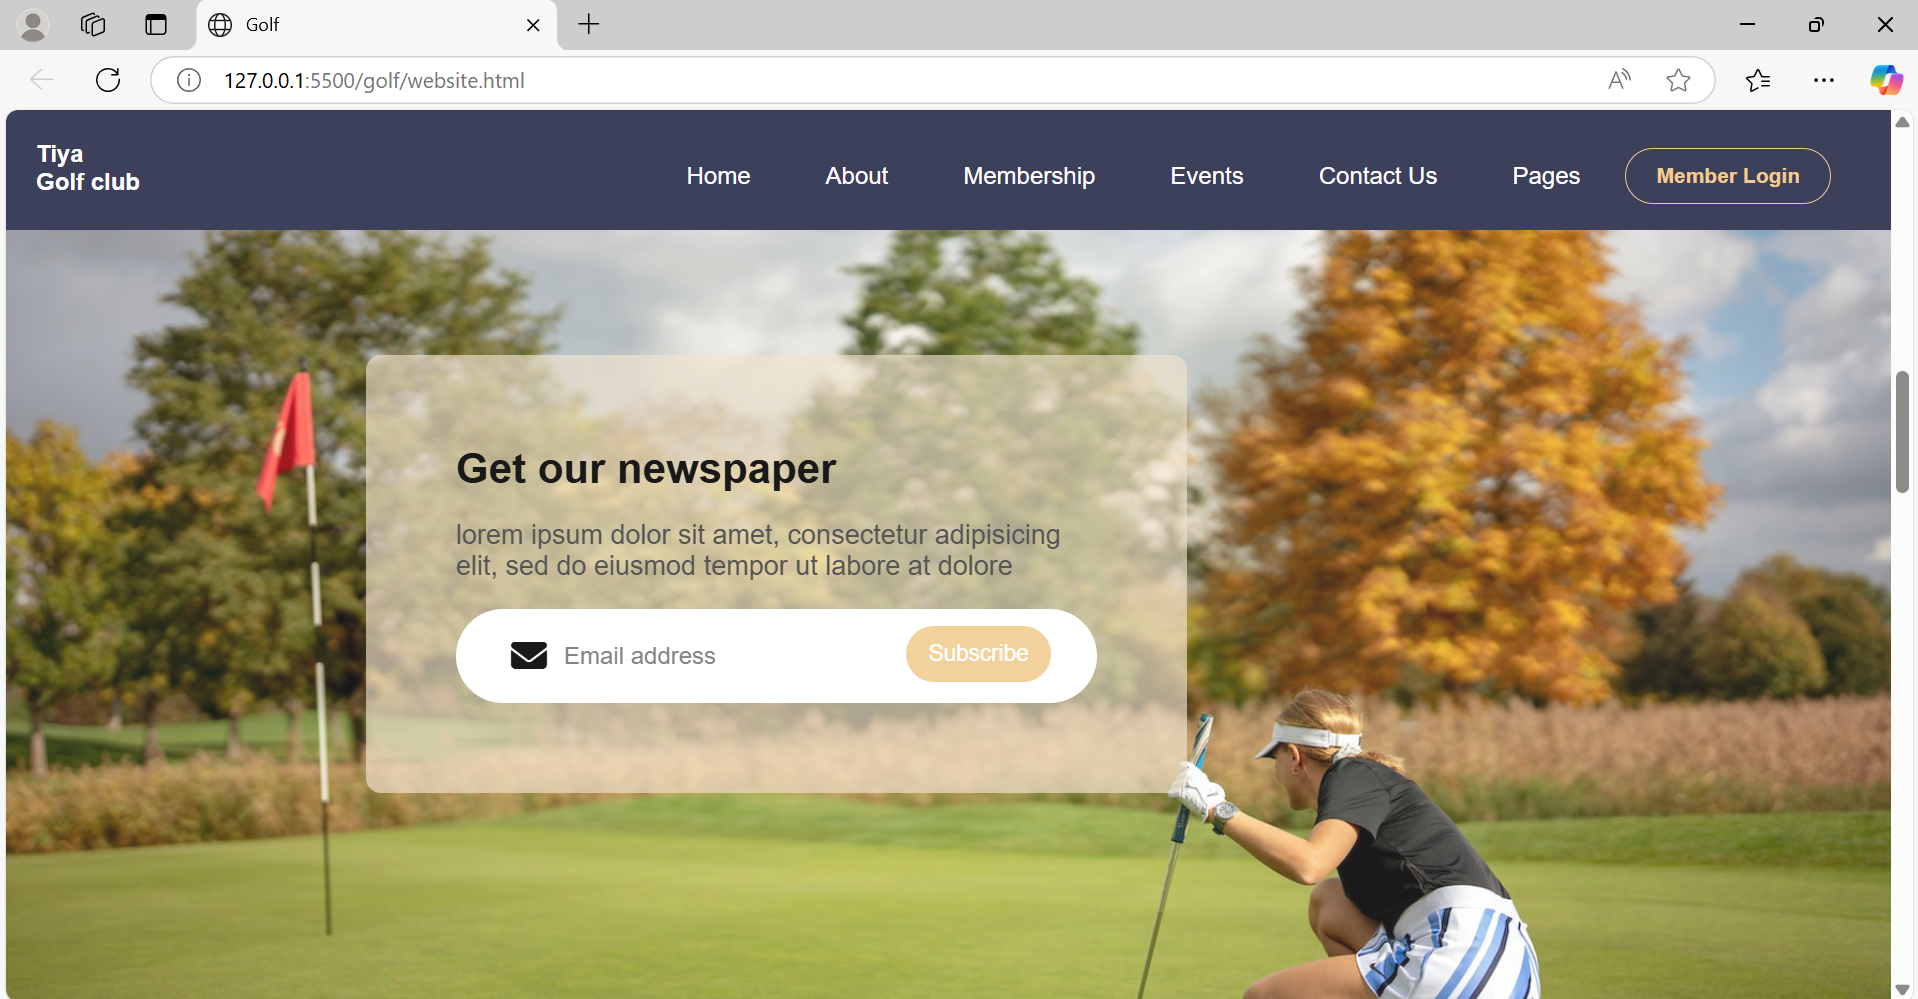 Golf
127.0.0.1:5500/golf/website.html
Tiya
Golf club
Home About Membership Events Contact Us Pages Member Login
Get our newspaper
lorem ipsum dolor sit amet, consectetur adipisicing
elit, sed do eiusmod tempor ut labore at dolore
Email address Subscribe